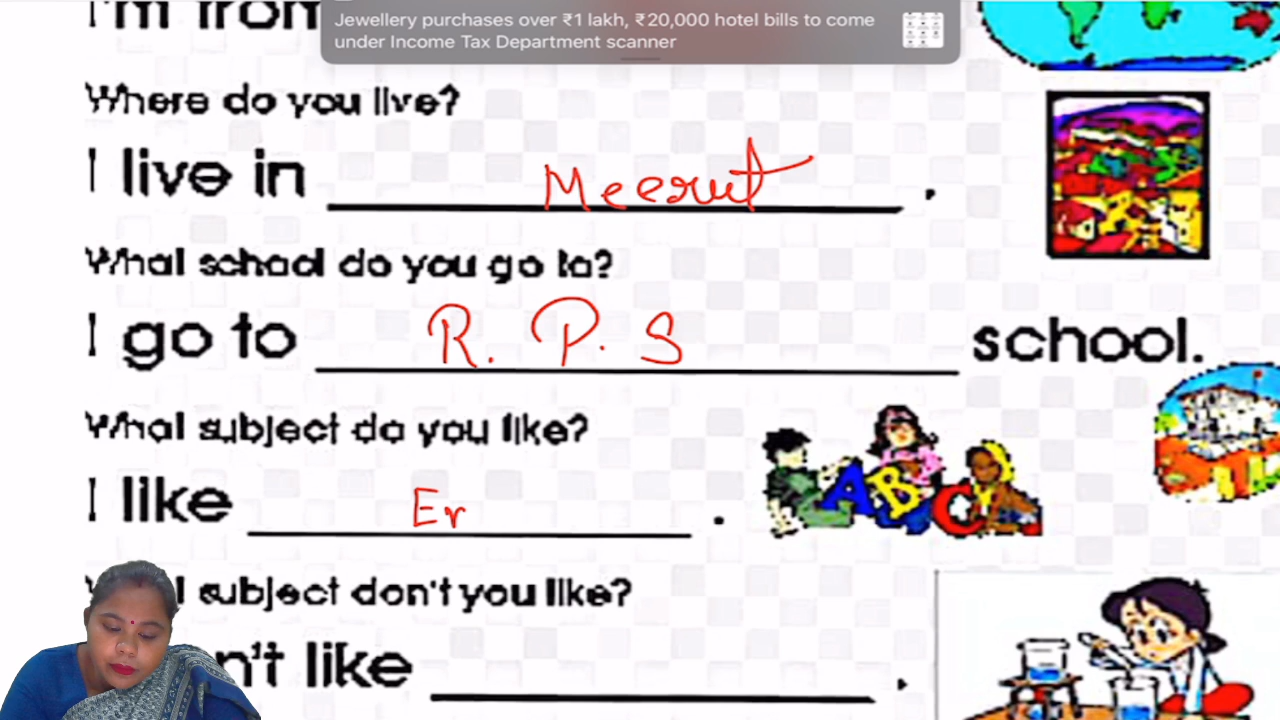 I'm from
Jewellery purchases over ₹1 lakh, ₹20,000 hotel bills to come
under Income Tax Department scanner
Where do you live?
I live in Meerut .
What school do you go to?
I go to R. P. S school.
What subject do you like?
I like Er .
ABC
subject don't you like?
n't like .